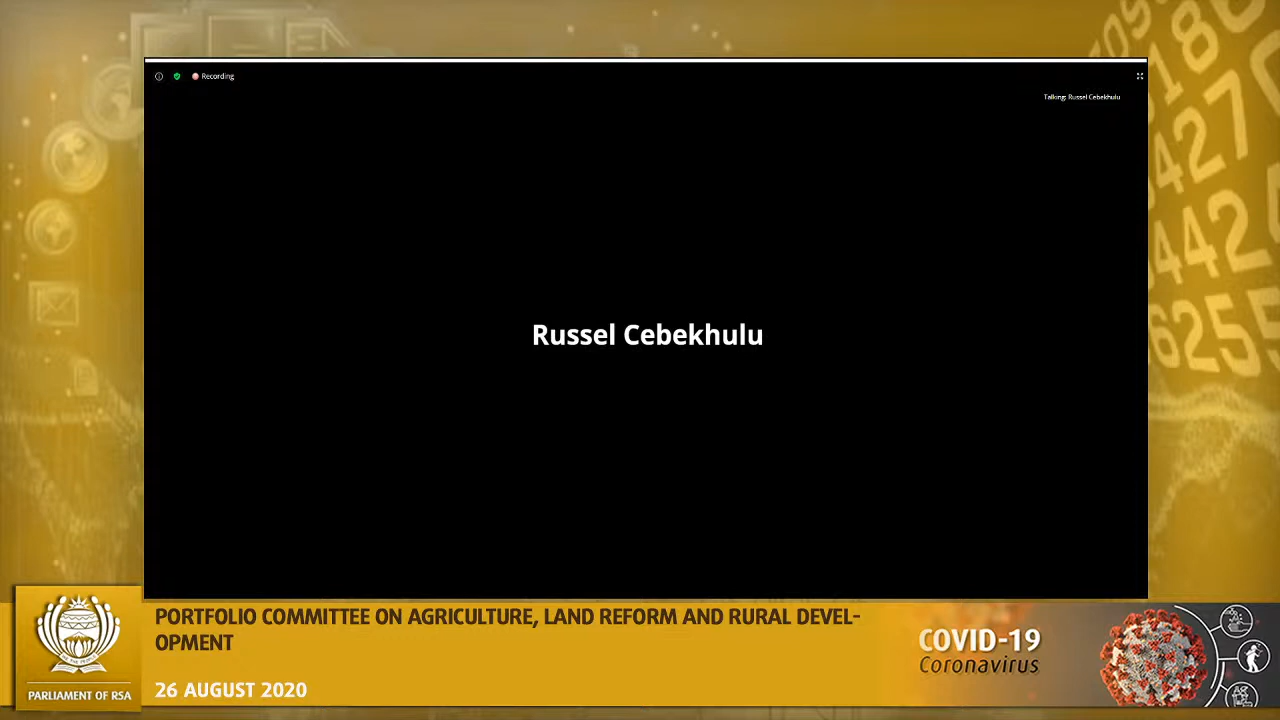 Recording
Talking: Russel Cebekhulu
Russel Cebekhulu
PORTFOLIO COMMITTEE ON AGRICULTURE, LAND REFORM AND RURAL DEVEL-
OPMENT
26 AUGUST 2020
PARLIAMENT OF RSA
COVID-19
Coronavirus